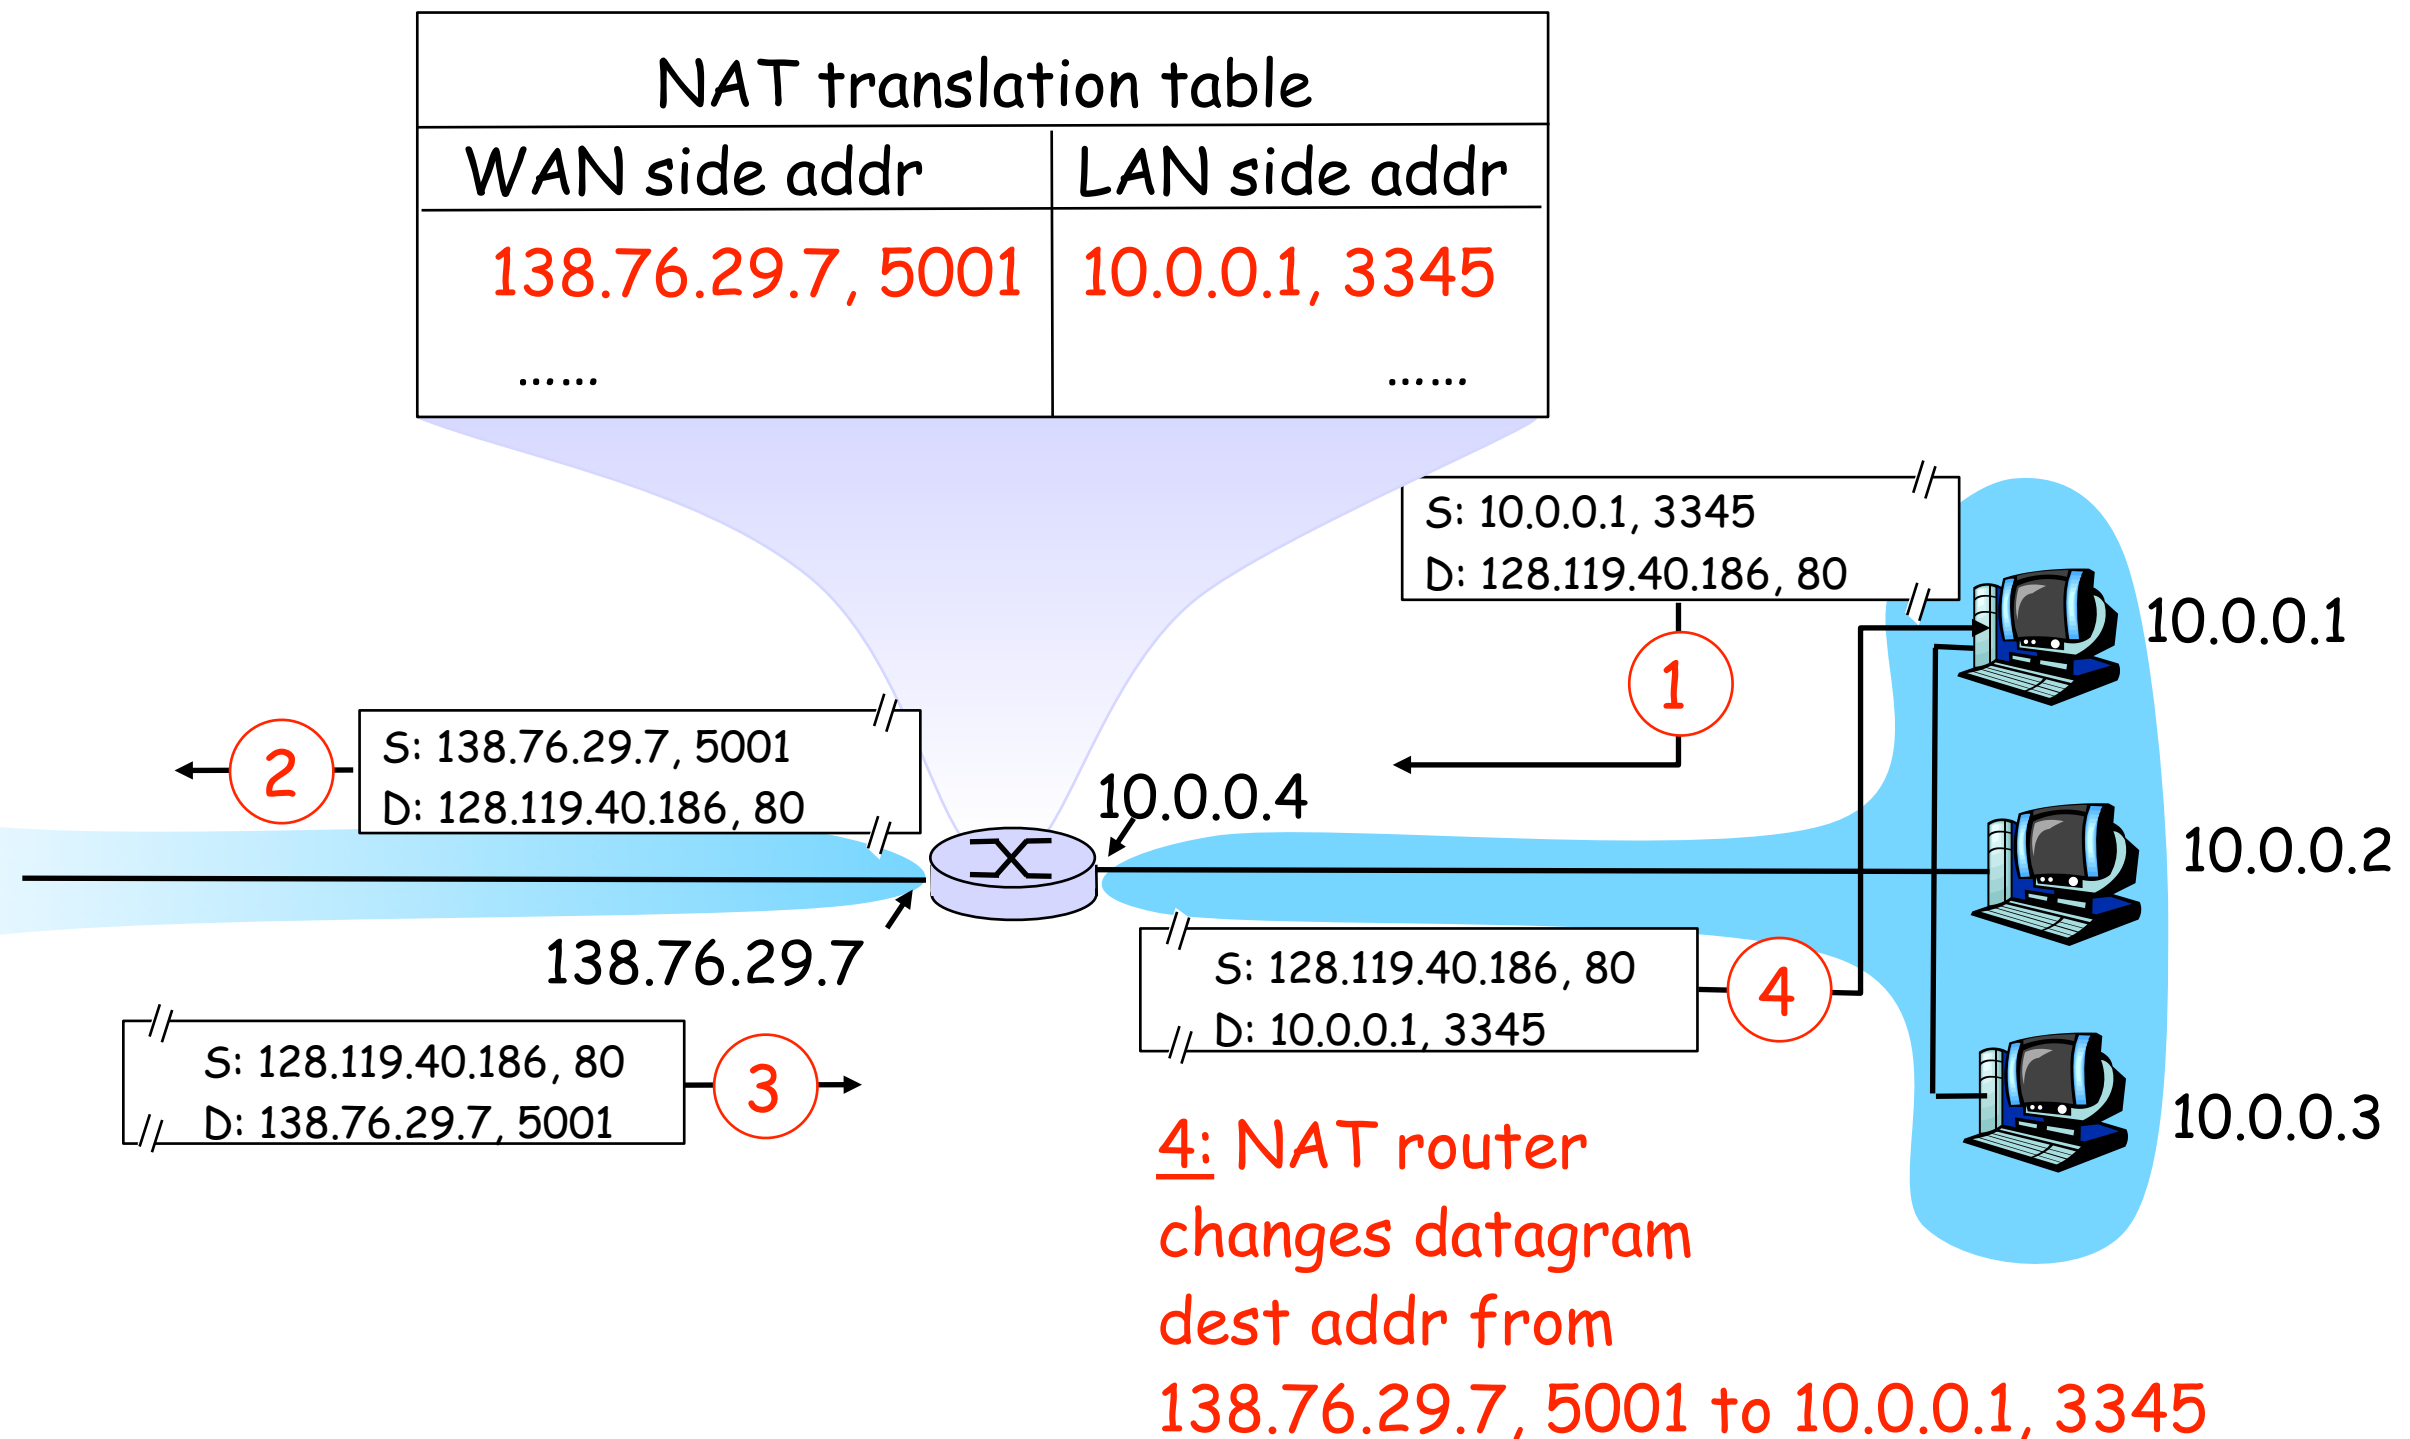 NAT translation table
WAN side addr LAN side addr
138.76.29.7, 5001 10.0.0.1, 3345
...... ......
S: 10.0.0.1, 3345
D: 128.119.40.186, 80
1
10.0.0.1
S: 138.76.29.7, 5001
D: 128.119.40.186, 80
2
10.0.0.4
10.0.0.2
138.76.29.7
S: 128.119.40.186, 80
D: 10.0.0.1, 3345
4
S: 128.119.40.186, 80
D: 138.76.29.7, 5001
3
10.0.0.3
4: NAT router
changes datagram
dest addr from
138.76.29.7, 5001 to 10.0.0.1, 3345